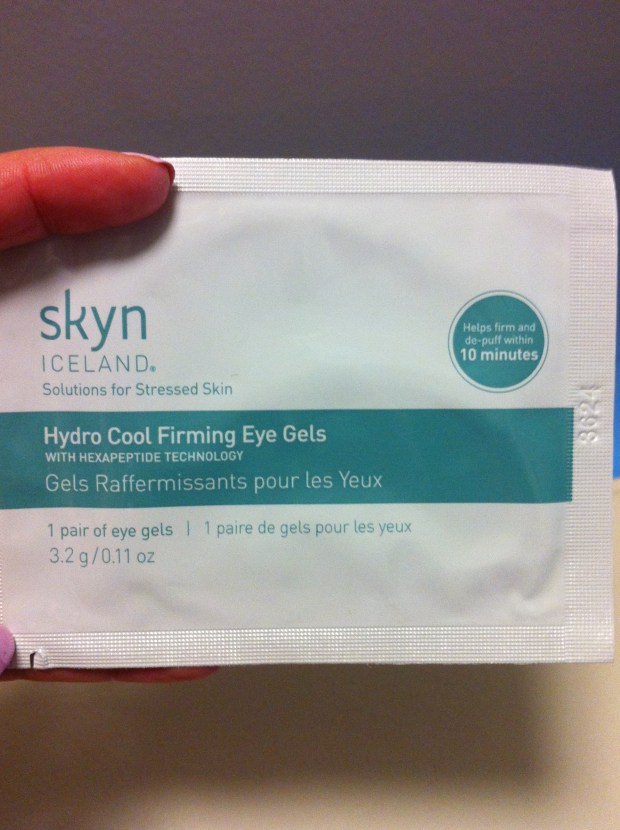 skyn
ICELAND®
Solutions for Stressed Skin
Helps firm and
de-puff within
10 minutes
Hydro Cool Firming Eye Gels
WITH HEXAPEPTIDE TECHNOLOGY
Gels Raffermissants pour les Yeux
1 pair of eye gels | 1 paire de gels pour les yeux
3.2 g/0.11 oz